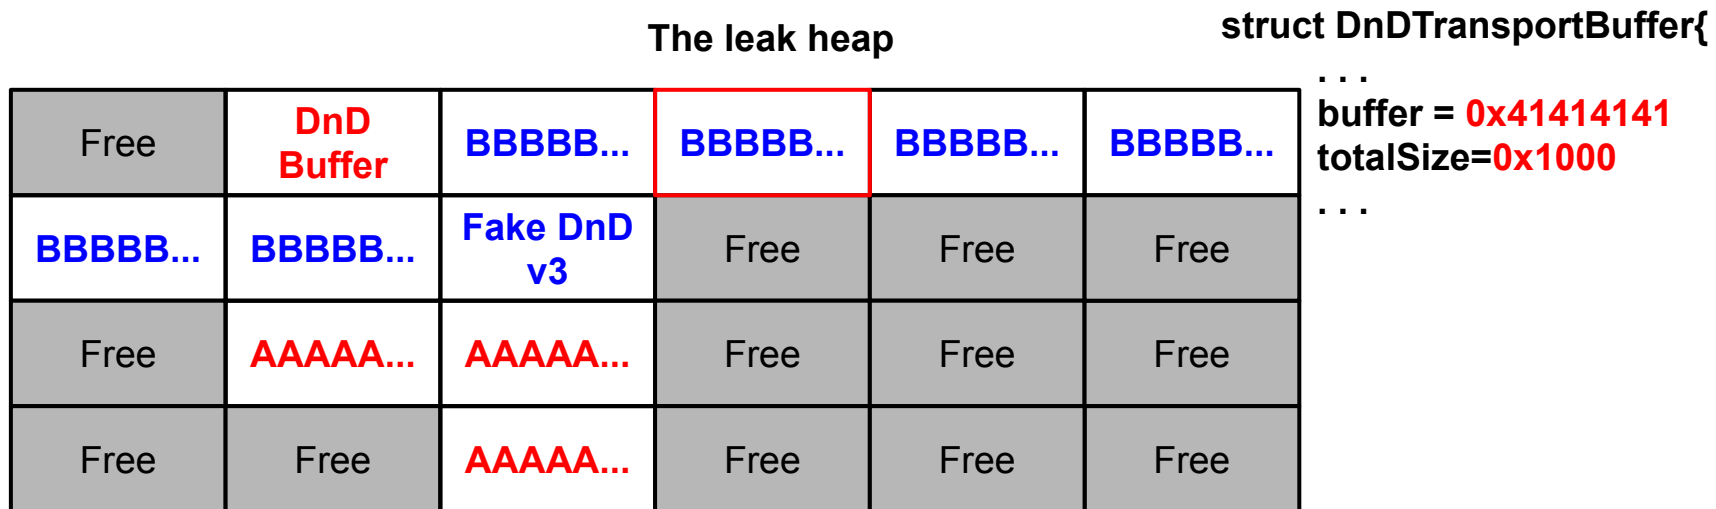 The leak heap
struct DnDTransportBuffer{
. . .
buffer = 0x41414141
totalSize=0x1000
. . .
Free
DnD
Buffer
BBBBB...
BBBBB...
BBBBB...
BBBBB...
BBBBB...
BBBBB...
Fake DnD
v3
Free
Free
Free
Free
AAAAA...
AAAAA...
Free
Free
Free
Free
Free
AAAAA...
Free
Free
Free